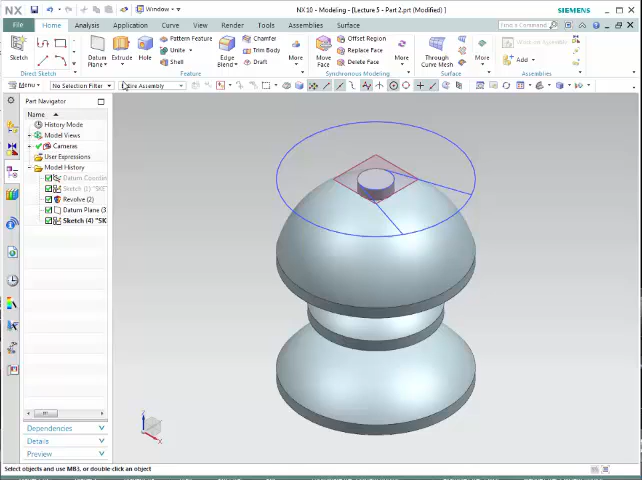 NX
Window
NX 10 - Modeling - [Lecture 5 - Part 2.prt (Modified) ]
SIEMENS
File Home Analysis Application Curve View Render Tools Assemblies Surface
Find a Command
Sketch
Direct Sketch
Datum Plane
Extrude
Hole
Pattern Feature
Unite
Shell
Edge Blend
Chamfer
Trim Body
Draft
More
Feature
Move Face
Offset Region
Replace Face
Delete Face
More
Synchronous Modeling
Through Curve Mesh
More
Surface
Add
Assemblies
Menu
No Selection Filter
Entire Assembly
Part Navigator
Name
History Mode
Model Views
Cameras
User Expressions
Model History
Datum Coordin
Sketch (1) "SKE
Revolve (2)
Datum Plane (3
Sketch (4) "SK
Dependencies
Details
Preview
Z
X
Select objects and use MB3, or double click an object